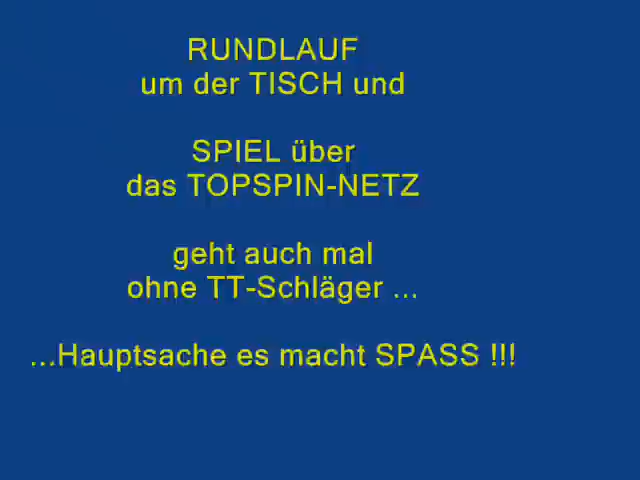 RUNDLAUF
um der TISCH und
SPIEL über
das TOPSPIN-NETZ
geht auch mal
ohne TT-Schläger ...
...Hauptsache es macht SPASS !!!